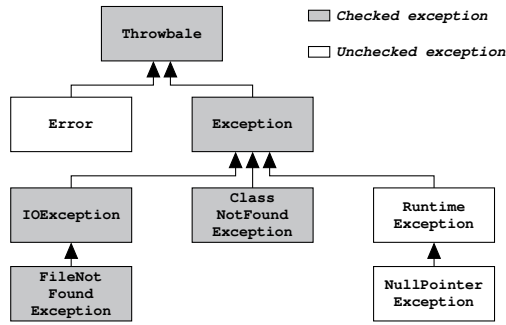 Throwbale
Checked exception
Unchecked exception
Error
Exception
IOException
Class
NotFound
Exception
Runtime
Exception
FileNot
Found
Exception
NullPointer
Exception